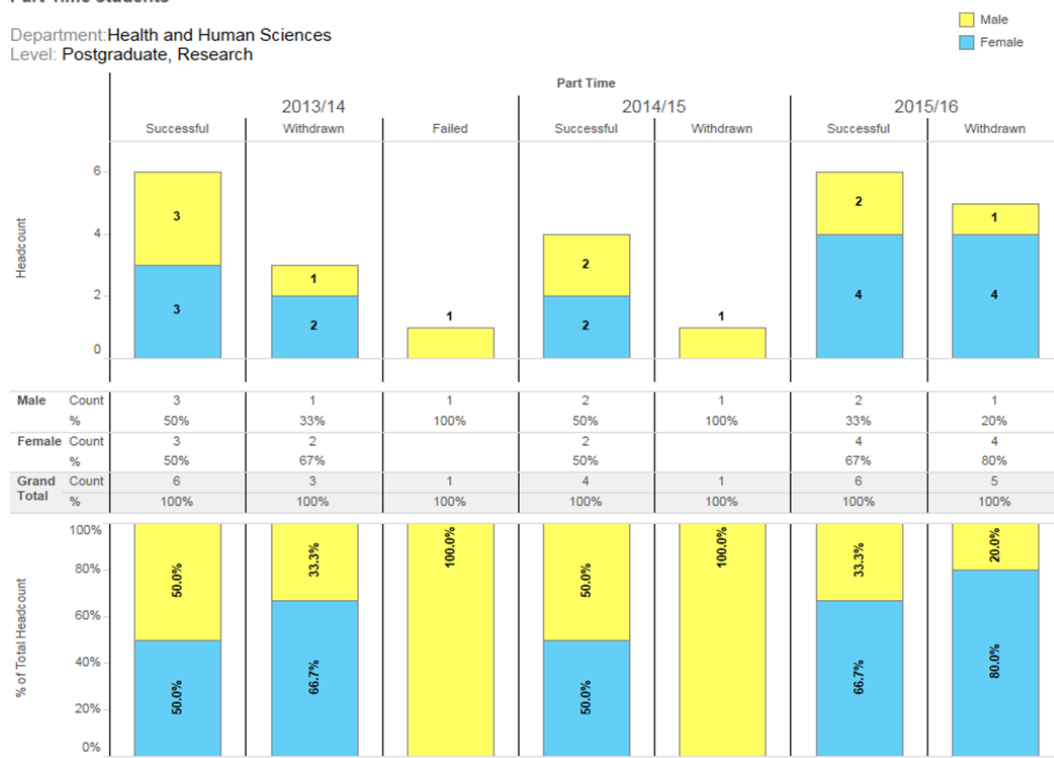 Part Time Students
Department:Health and Human Sciences
Level: Postgraduate, Research
Male
Female
Part Time
2013/14 2014/15 2015/16
Successful Withdrawn Failed Successful Withdrawn Successful Withdrawn
Headcount
6
4
2
0
3 3
1 2
1
2 2
1
2 4
1 4
Male Count 3 1 1 2 1 2 1
% 50% 33% 100% 50% 100% 33% 20%
Female Count 3 2 2 4 4
% 50% 67% 50% 67% 80%
Grand Total Count 6 3 1 4 1 6 5
% 100% 100% 100% 100% 100% 100% 100%
% of Total Headcount
100%
80%
60%
40%
20%
0%
50.0% 50.0%
33.3% 66.7%
100.0%
50.0% 50.0%
100.0%
33.3% 66.7%
20.0% 80.0%